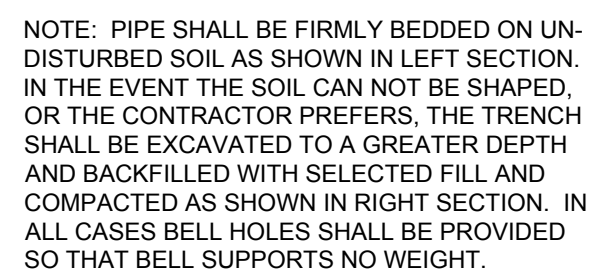 NOTE:  PIPE SHALL BE FIRMLY BEDDED ON UN-
DISTURBED SOIL AS SHOWN IN LEFT SECTION.
IN THE EVENT THE SOIL CAN NOT BE SHAPED,
OR THE CONTRACTOR PREFERS, THE TRENCH
SHALL BE EXCAVATED TO A GREATER DEPTH
AND BACKFILLED WITH SELECTED FILL AND
COMPACTED AS SHOWN IN RIGHT SECTION.  IN
ALL CASES BELL HOLES SHALL BE PROVIDED
SO THAT BELL SUPPORTS NO WEIGHT.